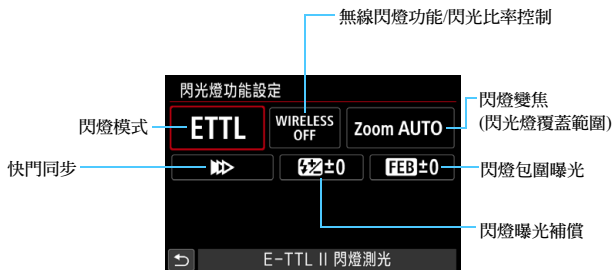 無線閃燈功能/閃光比率控制
閃光燈功能設定
閃燈模式
ETTL
WIRELESS
OFF
Zoom AUTO
閃燈變焦
(閃光燈覆蓋範圍)
快門同步
±0
FEB±0
閃燈包圍曝光
閃燈曝光補償
E-TTL II 閃燈測光